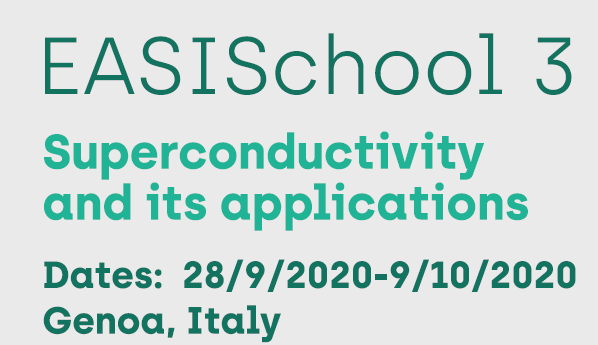 EASISchool 3
Superconductivity
and its applications
Dates: 28/9/2020-9/10/2020
Genoa, Italy